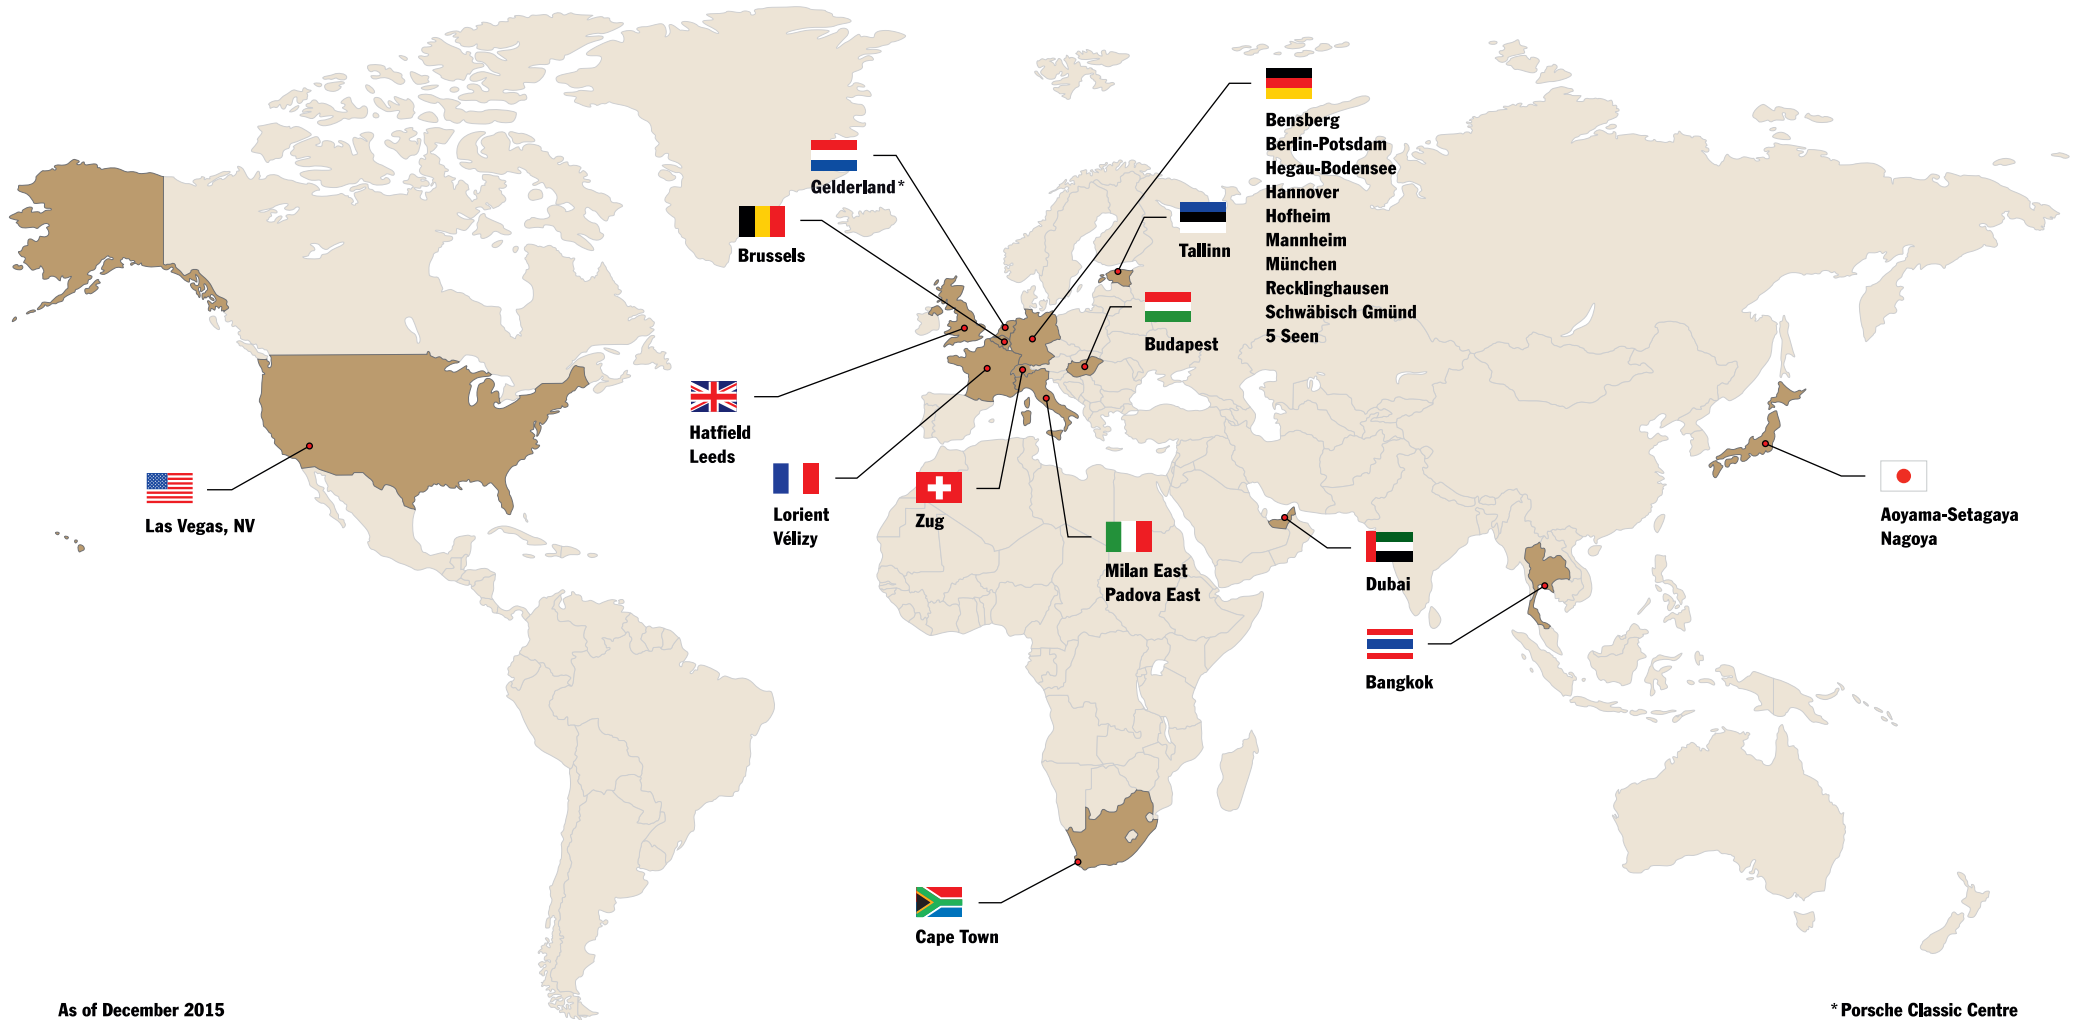 Gelderland*
Brussels
Bensberg
Berlin-Potsdam
Hegau-Bodensee
Hannover
Hofheim
Mannheim
München
Recklinghausen
Schwäbisch Gmünd
5 Seen
Tallinn
Budapest
Hatfield
Leeds
Las Vegas, NV
Lorient
Vélizy
Zug
Milan East
Padova East
Dubai
Bangkok
Aoyama-Setagaya
Nagoya
Cape Town
As of December 2015
*Porsche Classic Centre